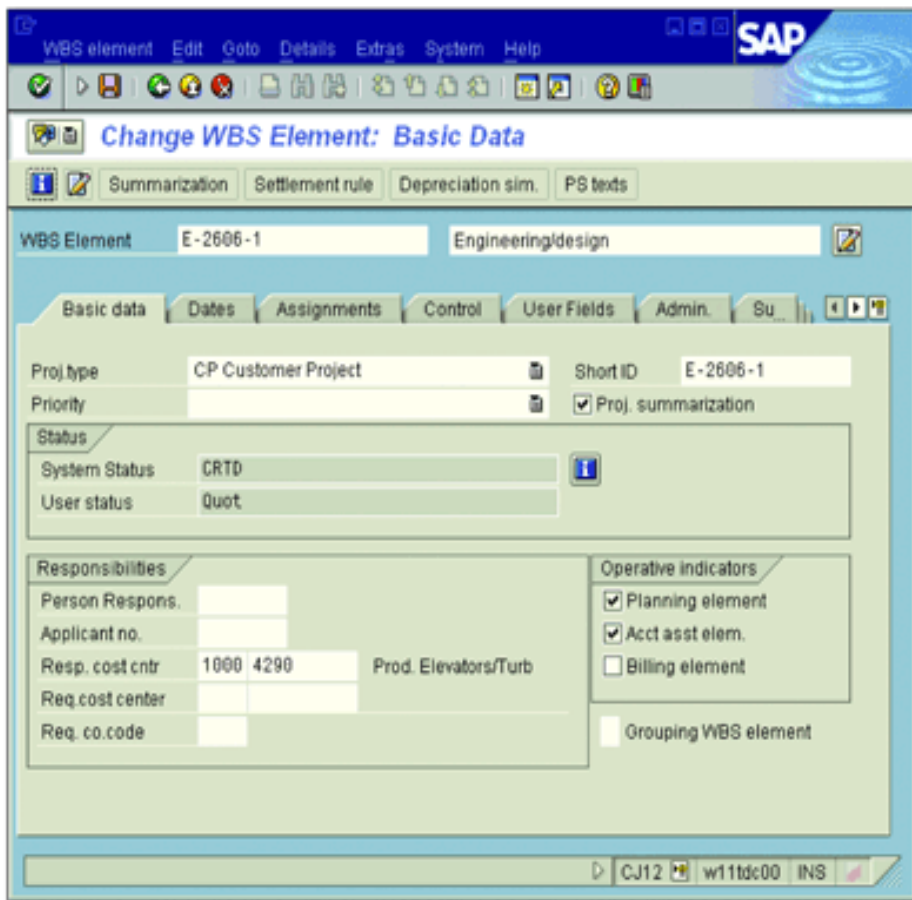 WBS element Edit Goto Details Extras System Help
SAP
Change WBS Element: Basic Data
Summarization Settlement rule Depreciation sim. PS texts
WBS Element E-2606-1 Engineering/design
Basic data Dates Assignments Control User Fields Admin. Su...
Proj.type CP Customer Project Short ID E-2606-1
Priority Proj. summarization
Status
System Status CRTD
User status Quot
Responsibilities Operative indicators
Person Respons. Planning element
Applicant no. Acct asst elem.
Resp. cost cntr 1000 4290 Prod. Elevators/Turb Billing element
Req.cost center
Req. co.code Grouping WBS element
CJ12 w11tdc00 INS